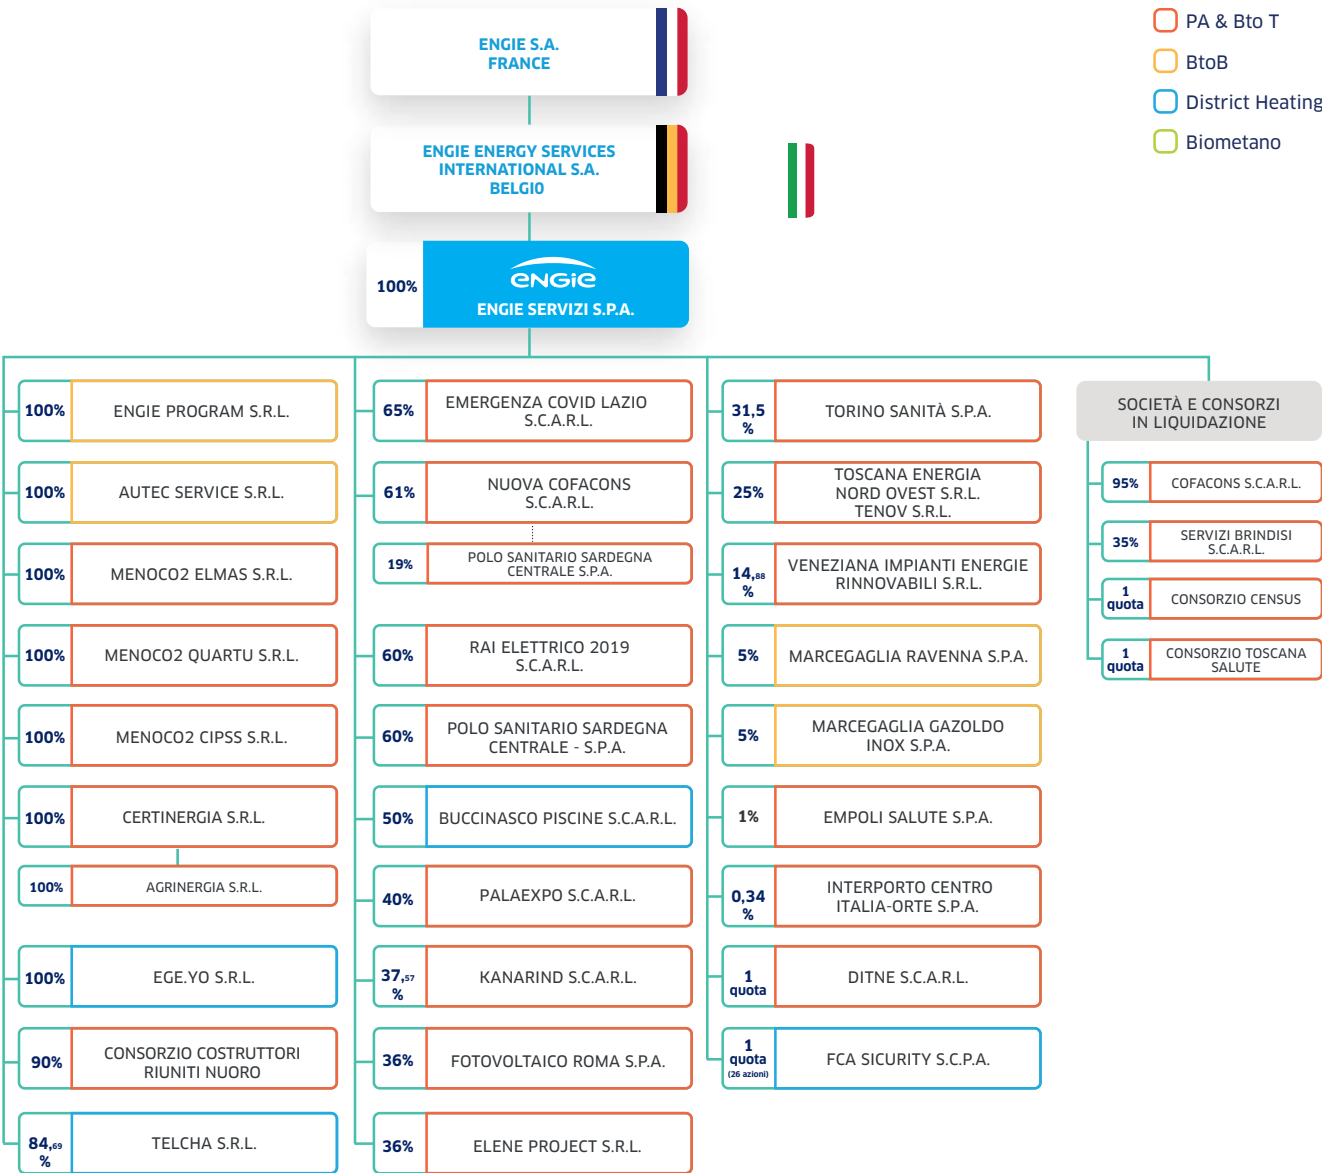 ENGIE S.A.
FRANCE
ENGIE ENERGY SERVICES
INTERNATIONAL S.A.
BELGI0
100%
ENGIE
ENGIE SERVIZI S.P.A.
PA & Bto T
BtoB
District Heating
Biometano
100%
ENGIE PROGRAM S.R.L.
100%
AUTEC SERVICE S.R.L.
100%
MENOCO2 ELMAS S.R.L.
100%
MENOCO2 QUARTU S.R.L.
100%
MENOCO2 CIPSS S.R.L.
100%
CERTINERGIA S.R.L.
100%
AGRINERGIA S.R.L.
100%
EGE.YO S.R.L.
90%
CONSORZIO COSTRUTTORI
RIUNITI NUORO
84,69
%
TELCHA S.R.L.
65%
EMERGENZA COVID LAZIO
S.C.A.R.L.
61%
NUOVA COFACONS
S.C.A.R.L.
19%
POLO SANITARIO SARDEGNA
CENTRALE S.P.A.
60%
RAI ELETTRICO 2019
S.C.A.R.L.
60%
POLO SANITARIO SARDEGNA
CENTRALE - S.P.A.
50%
BUCCINASCO PISCINE S.C.A.R.L.
40%
PALAEXPO S.C.A.R.L.
37,57
%
KANARIND S.C.A.R.L.
36%
FOTOVOLTAICO ROMA S.P.A.
36%
ELENE PROJECT S.R.L.
31,5
%
TORINO SANITÀ S.P.A.
25%
TOSCANA ENERGIA
NORD OVEST S.R.L.
TENOV S.R.L.
14,88
%
VENEZIANA IMPIANTI ENERGIE
RINNOVABILI S.R.L.
5%
MARCEGAGLIA RAVENNA S.P.A.
5%
MARCEGAGLIA GAZOLDO
INOX S.P.A.
1%
EMPOLI SALUTE S.P.A.
0,34
%
INTERPORTO CENTRO
ITALIA-ORTE S.P.A.
1
quota
DITNE S.C.A.R.L.
1
quota
(26 azioni)
FCA SICURITY S.C.P.A.
SOCIETÀ E CONSORZI
IN LIQUIDAZIONE
95%
COFACONS S.C.A.R.L.
35%
SERVIZI BRINDISI
S.C.A.R.L.
1
quota
CONSORZIO CENSUS
1
quota
CONSORZIO TOSCANA
SALUTE